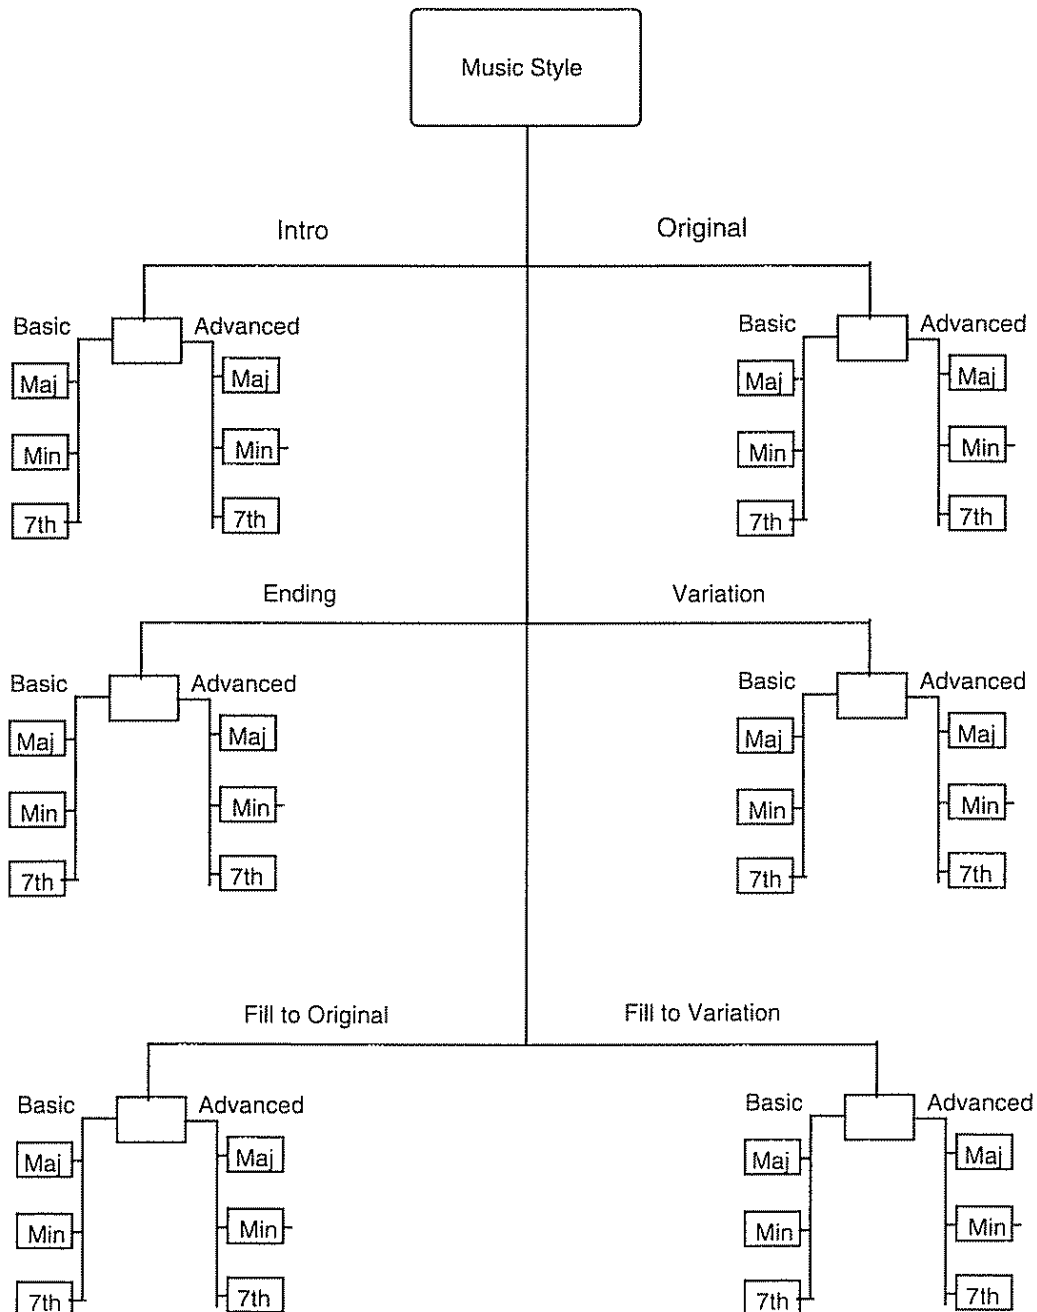 Music Style
Intro
Original
Basic
Advanced
Maj
Maj
Min
Min
7th
7th
Basic
Advanced
Maj
Maj
Min
Min
7th
7th
Ending
Variation
Basic
Advanced
Maj
Maj
Min
Min
7th
7th
Basic
Advanced
Maj
Maj
Min
Min
7th
7th
Fill to Original
Fill to Variation
Basic
Advanced
Maj
Maj
Min
Min
7th
7th
Basic
Advanced
Maj
Maj
Min
Min
7th
7th